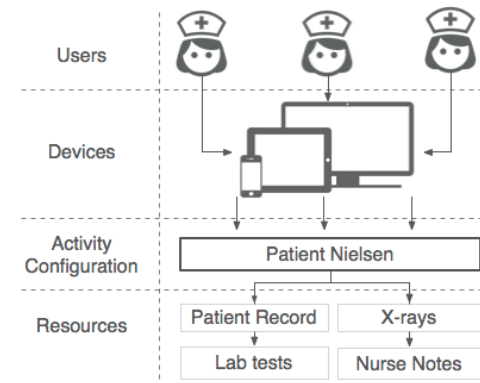 Users
Devices
Activity
Configuration
Patient Nielsen
Resources
Patient Record
X-rays
Lab tests
Nurse Notes